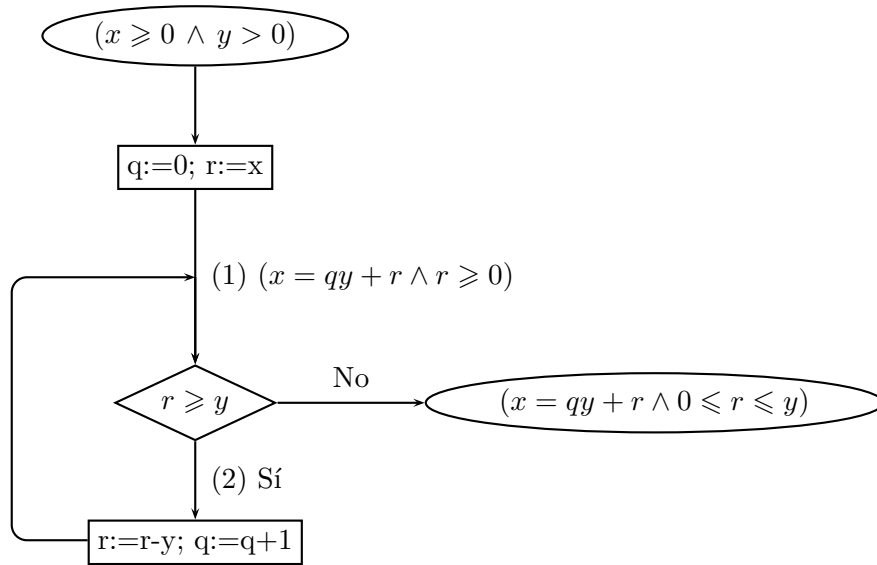 (x ⩾ 0 ∧ y > 0)
q:=0; r:=x
(1) (x = qy + r ∧ r ⩾ 0)
r ⩾ y
No
(x = qy + r ∧ 0 ⩽ r ⩽ y)
(2) Sí
r:=r-y; q:=q+1